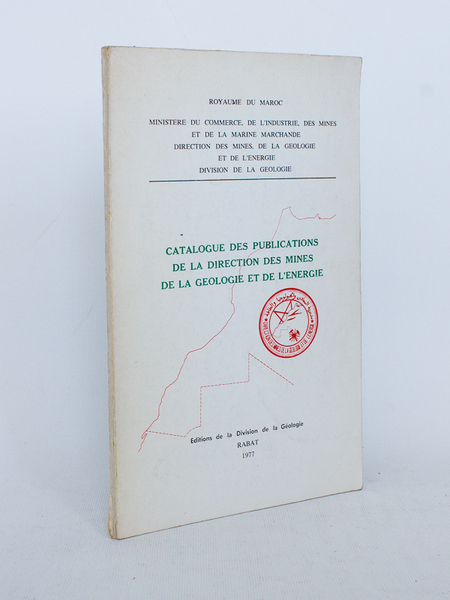 ROYAUME DU MAROC
MINISTERE DU COMMERCE, DE L'INDUSTRIE, DES MINES
ET DE LA MARINE MARCHANDE
DIRECTION DES MINES, DE LA GEOLOGIE
ET DE L'ENERGIE
DIVISION DE LA GEOLOGIE
CATALOGUE DES PUBLICATIONS
DE LA DIRECTION DES MINES
DE LA GEOLOGIE ET DE L'ENERGIE
Editions de la Division de la Géologie
RABAT
1977